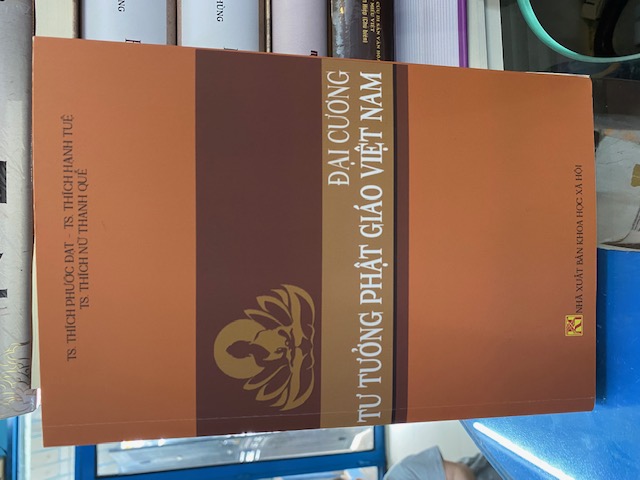 TS. THÍCH PHƯỚC ĐẠT - TS. THÍCH HẠNH TUỆ
TS. THÍCH NỮ THANH QUẾ
ĐẠI CƯƠNG
TƯ TƯỞNG PHẬT GIÁO VIỆT NAM
NHÀ XUẤT BẢN KHOA HỌC XÃ HỘI